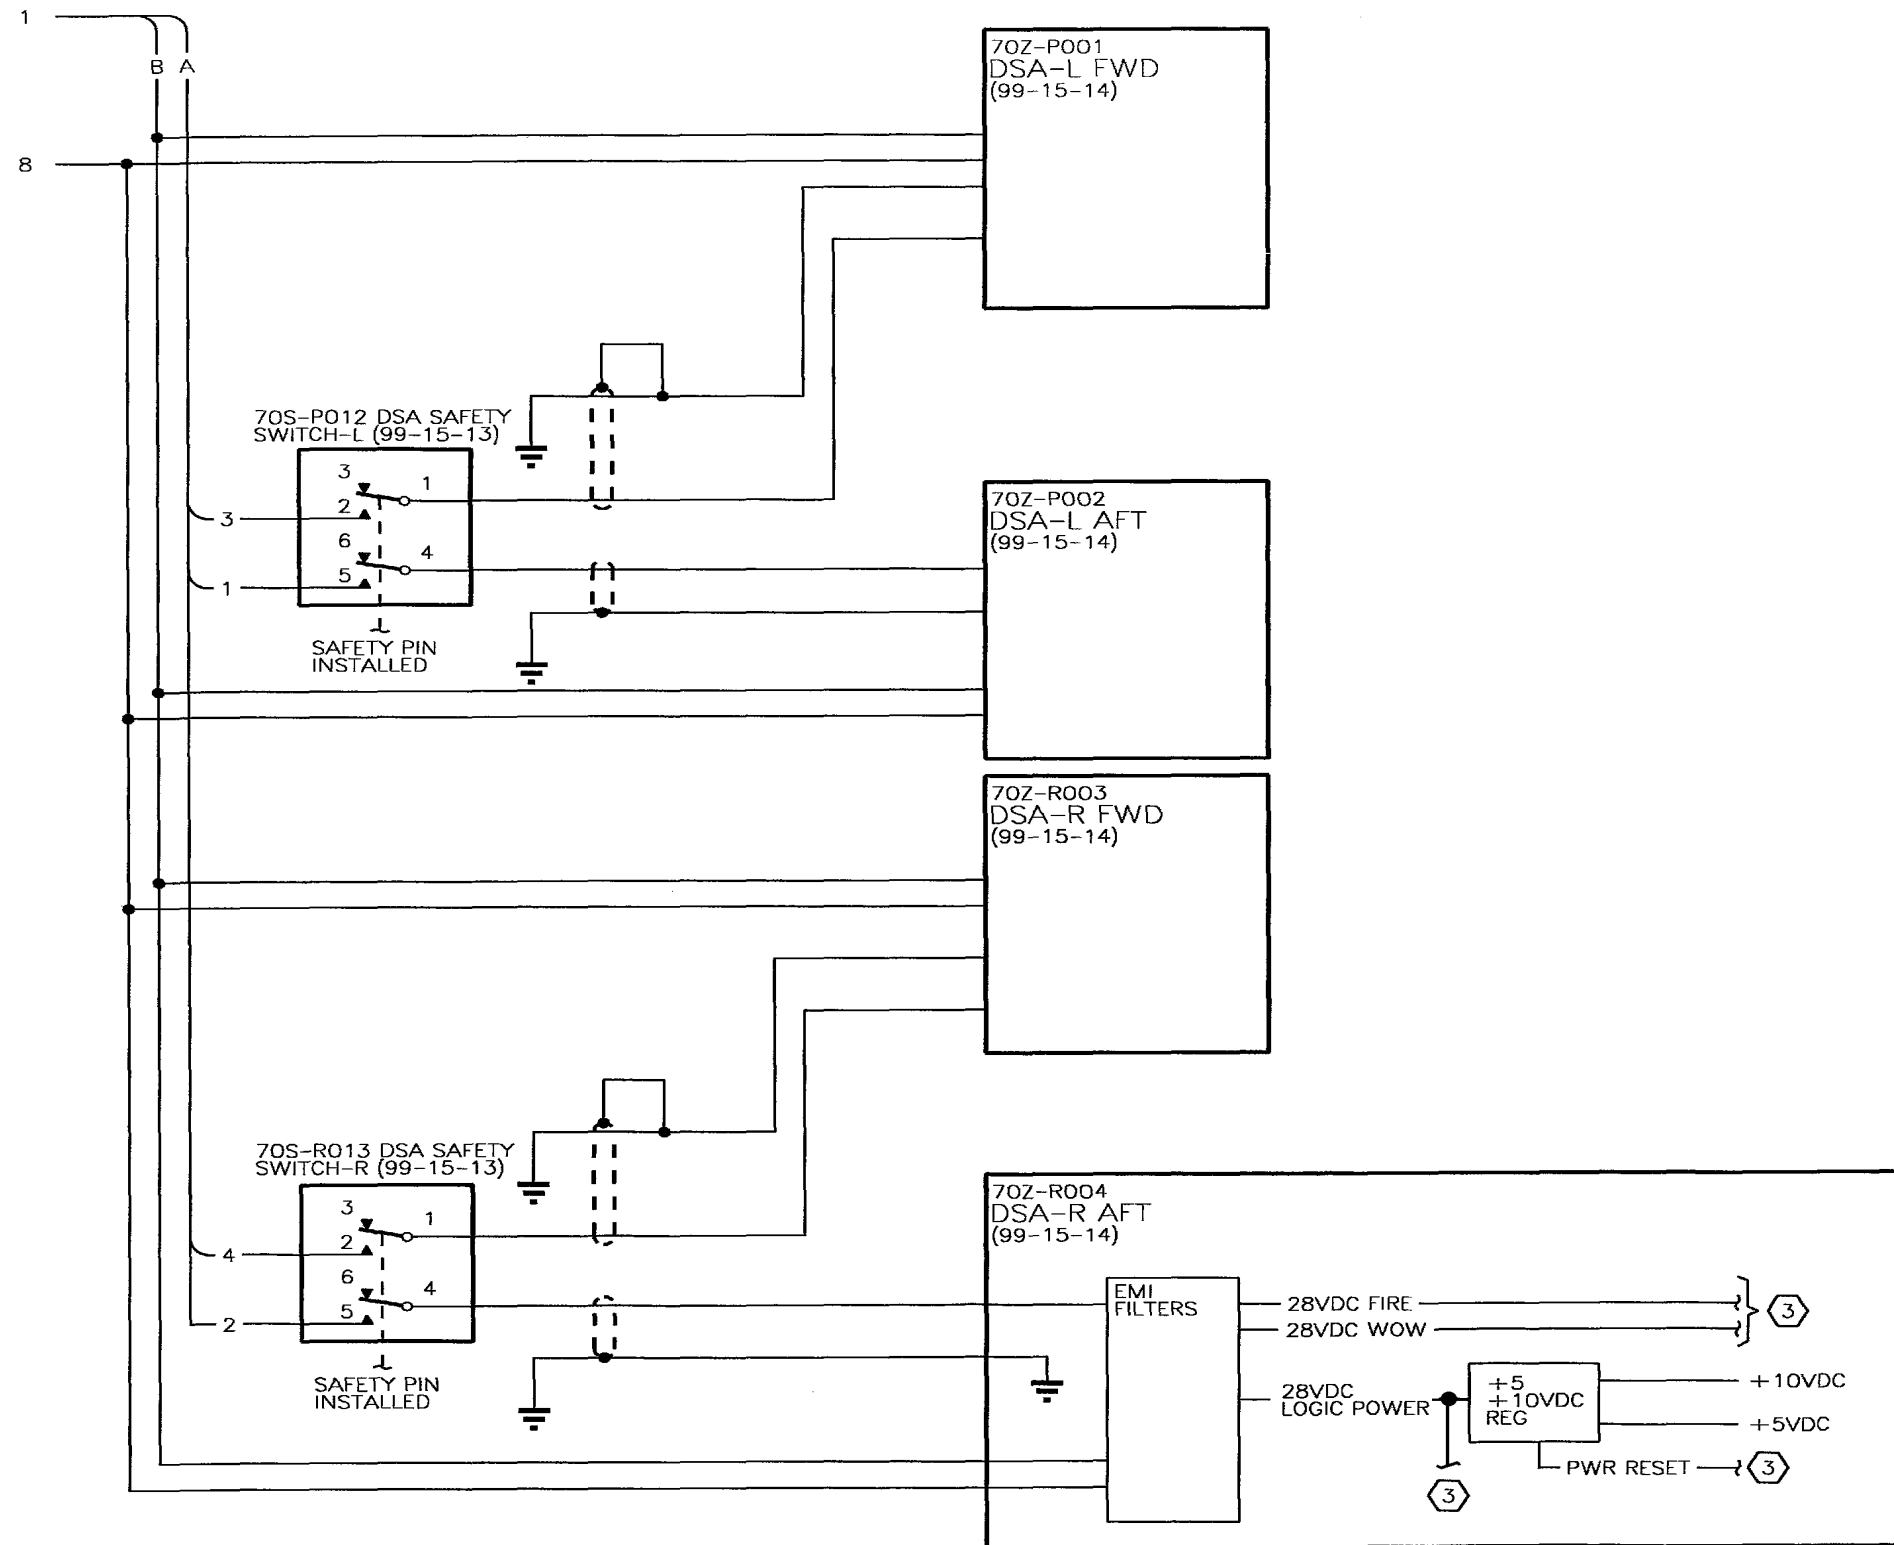 1
B A
70Z-P001
DSA-L FWD
(99-15-14)
8
70S-P012 DSA SAFETY
SWITCH-L (99-15-13)
3
1
2
3
6
4
5
1
SAFETY PIN
INSTALLED
70Z-P002
DSA-L AFT
(99-15-14)
70Z-R003
DSA-R FWD
(99-15-14)
70S-R013 DSA SAFETY
SWITCH-R (99-15-13)
3
1
2
4
6
4
5
2
SAFETY PIN
INSTALLED
70Z-R004
DSA-R AFT
(99-15-14)
EMI
FILTERS
28VDC FIRE
28VDC WOW
3
28VDC
LOGIC POWER
+5
+10VDC
REG
+10VDC
+5VDC
PWR RESET
3
3